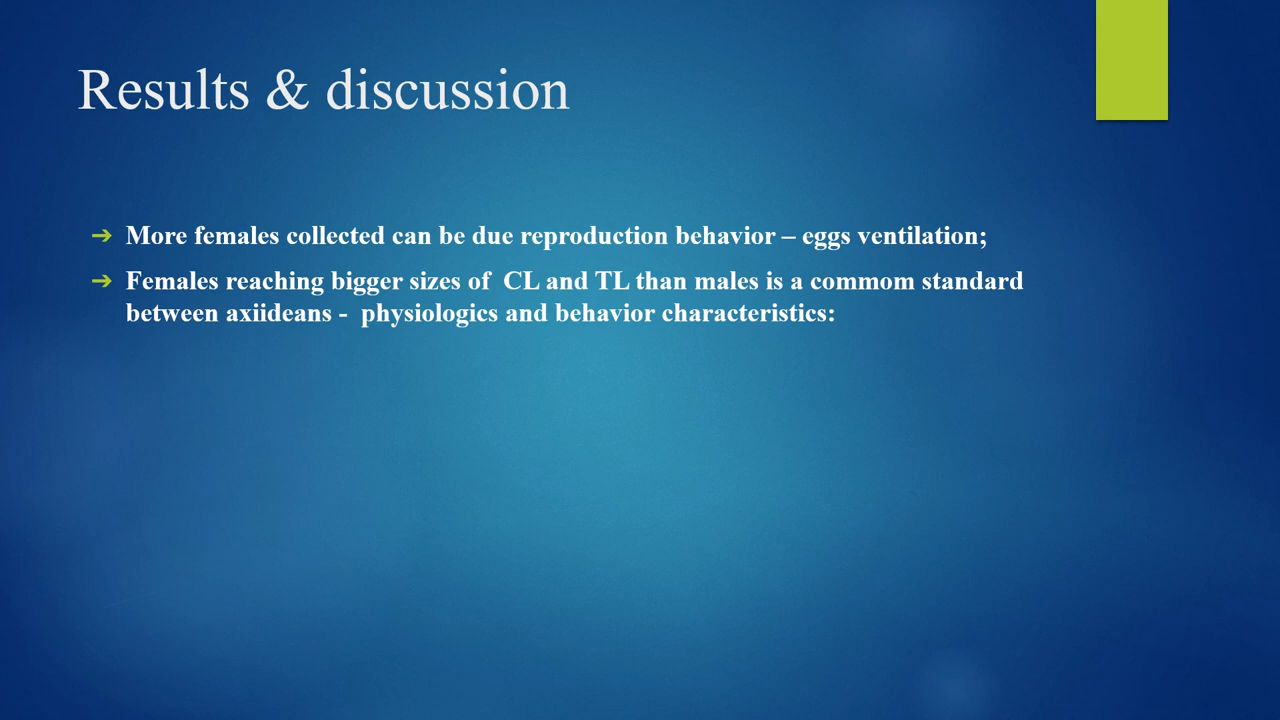 Results & discussion
➔ More females collected can be due reproduction behavior – eggs ventilation;
➔ Females reaching bigger sizes of  CL and TL than males is a commom standard
between axiideans -  physiologics and behavior characteristics: